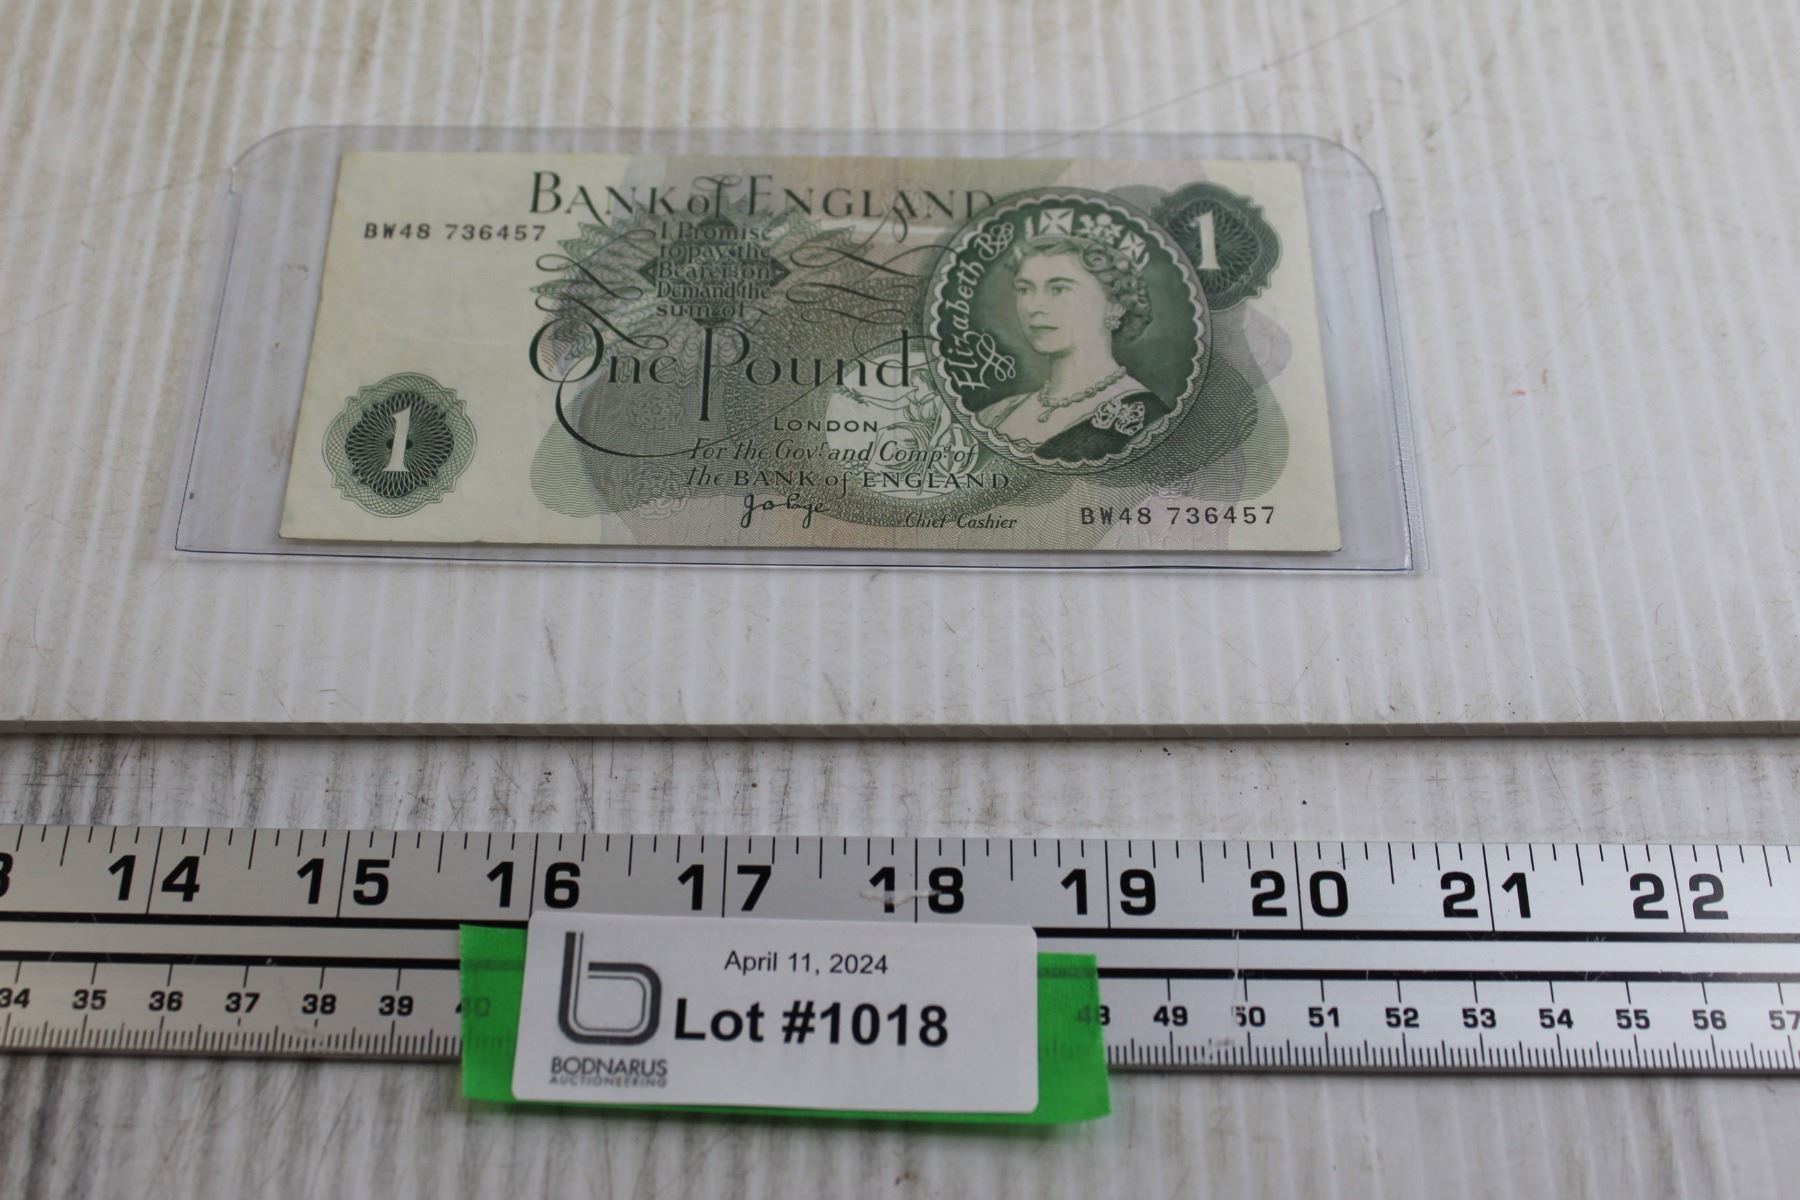 BANK of ENGLAND
BW48 736457
I Promise
to pay the
Bearer on
Demand the
sum of
One Pound
LONDON
For the Govr. and Compa. of
the BANK of ENGLAND
Chief Cashier
Elizabeth R
1
1
BW48 736457
14 15 16 17 18 19 20 21 22
34 35 36 37 38 39 40 48 49 50 51 52 53 54 55 56 57
April 11, 2024
Lot #1018
b
BODNARUS
AUCTIONEERING